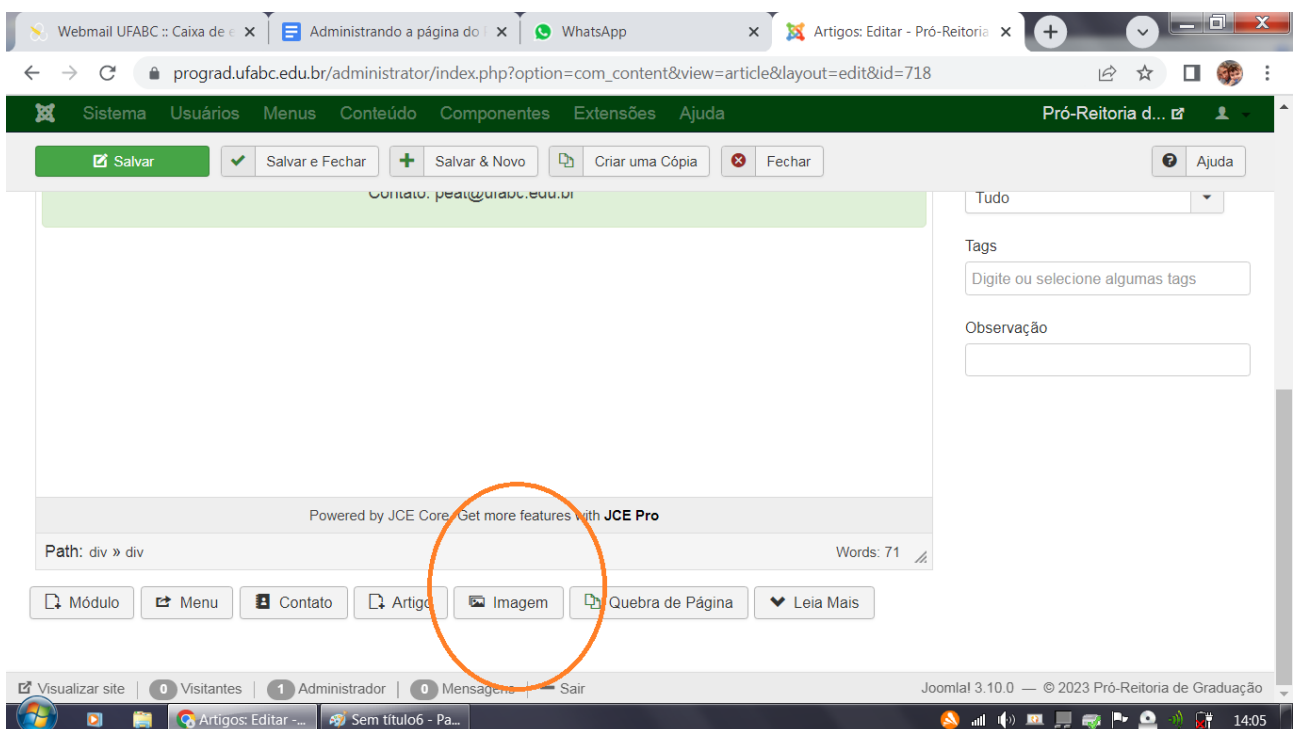 Webmail UFABC :: Caixa de e
Administrando a página do
WhatsApp
Artigos: Editar - Pró-Reitoria
prograd.ufabc.edu.br/administrator/index.php?option=com_content&view=article&layout=edit&id=718
Sistema Usuários Menus Conteúdo Componentes Extensões Ajuda Pró-Reitoria d...
Salvar Salvar e Fechar Salvar & Novo Criar uma Cópia Fechar Ajuda
Contato: peat@ufabc.edu.br
Tudo
Tags
Digite ou selecione algumas tags
Observação
Powered by JCE Core. Get more features with JCE Pro
Path: div » div Words: 71
Módulo Menu Contato Artigo Imagem Quebra de Página Leia Mais
Visualizar site | 0 Visitantes | 1 Administrador | 0 Mensagens | Sair Joomla! 3.10.0 — © 2023 Pró-Reitoria de Graduação
Artigos: Editar -... Sem título6 - Pa... 14:05